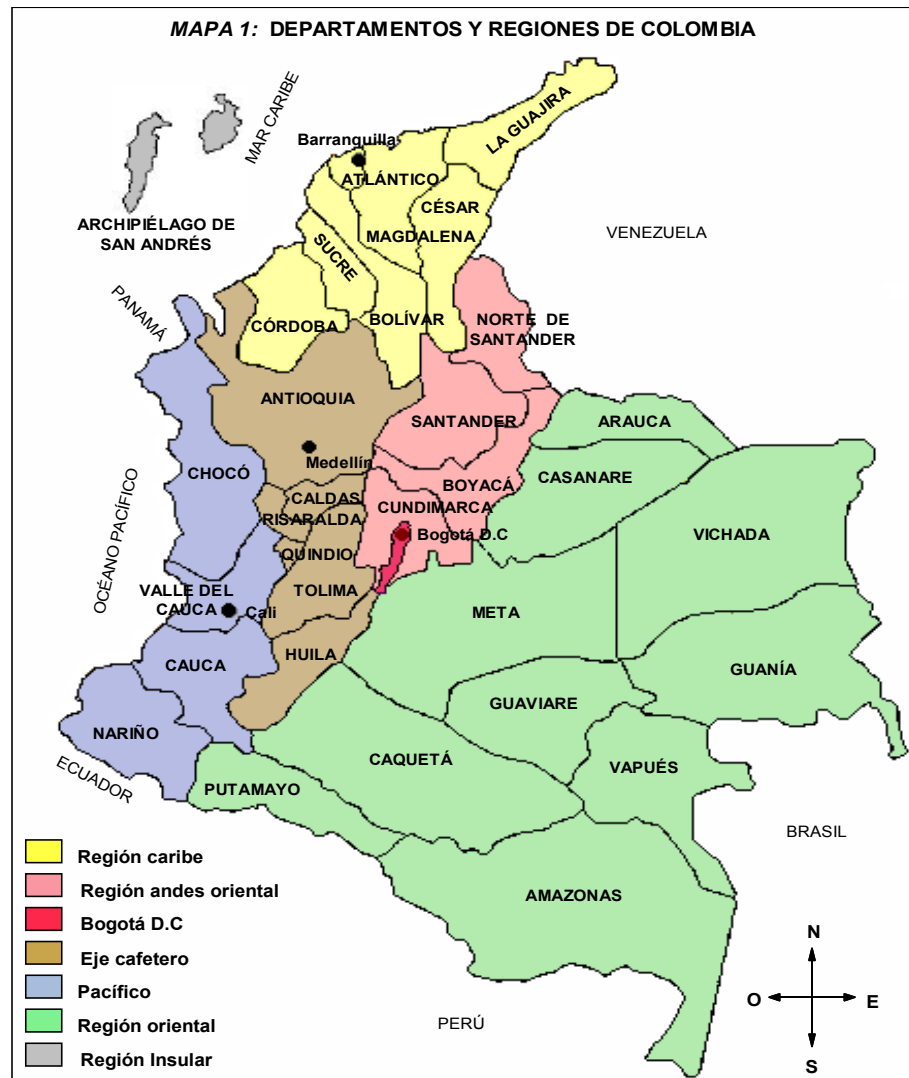 MAPA 1: DEPARTAMENTOS Y REGIONES DE COLOMBIA
MAR CARIBE
LA GUAJIRA
Barranquilla
ATLÁNTICO
CÉSAR
ARCHIPIÉLAGO DE
SAN ANDRÉS
MAGDALENA
VENEZUELA
SUCRE
PANAMÁ
CÓRDOBA
BOLÍVAR
NORTE DE
SANTANDER
ANTIOQUIA
SANTANDER
ARAUCA
Medellín
CHOCÓ
CASANARE
BOYACÁ
CALDAS
CUNDIMARCA
RISARALDA
Bogotá D.C
VICHADA
OCÉANO PACÍFICO
QUINDIO
VALLE DEL
CAUCA
TOLIMA
Cali
META
HUILA
CAUCA
GUANÍA
GUAVIARE
NARIÑO
CAQUETÁ
VAPUÉS
ECUADOR
PUTAMAYO
BRASIL
AMAZONAS
PERÚ
Región caribe
Región andes oriental
Bogotá D.C
Eje cafetero
Pacífico
Región oriental
Región Insular
N
O
E
S